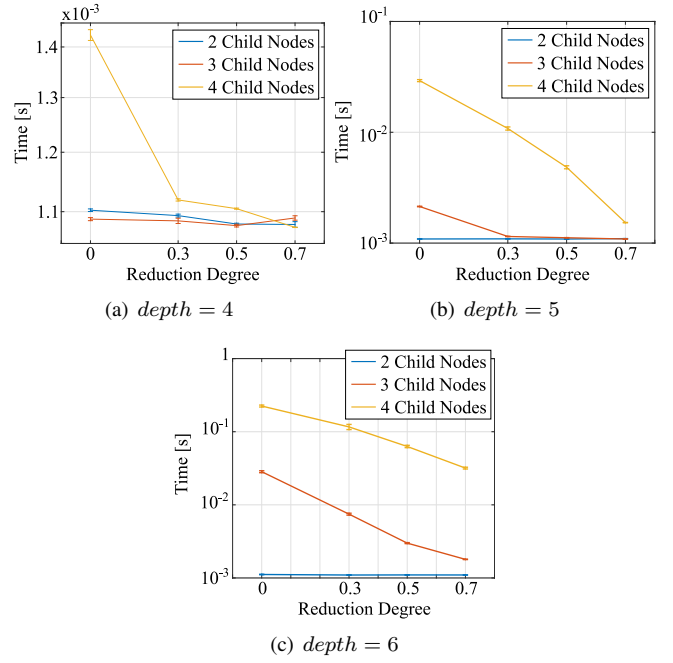 x10⁻³
1.4
1.3
1.2
1.1
Time [s]
2 Child Nodes
3 Child Nodes
4 Child Nodes
0 0.3 0.5 0.7
Reduction Degree
(a) depth = 4
10⁻¹
10⁻²
10⁻³
Time [s]
2 Child Nodes
3 Child Nodes
4 Child Nodes
0 0.3 0.5 0.7
Reduction Degree
(b) depth = 5
1
10⁻¹
10⁻²
10⁻³
Time [s]
2 Child Nodes
3 Child Nodes
4 Child Nodes
0 0.3 0.5 0.7
Reduction Degree
(c) depth = 6